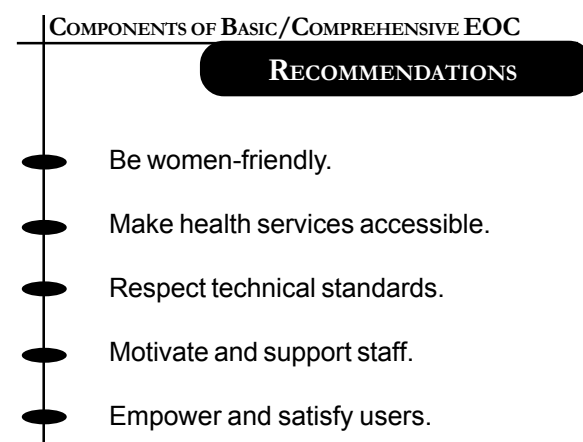 Components of Basic/Comprehensive EOC
Recommendations
Be women-friendly.
Make health services accessible.
Respect technical standards.
Motivate and support staff.
Empower and satisfy users.